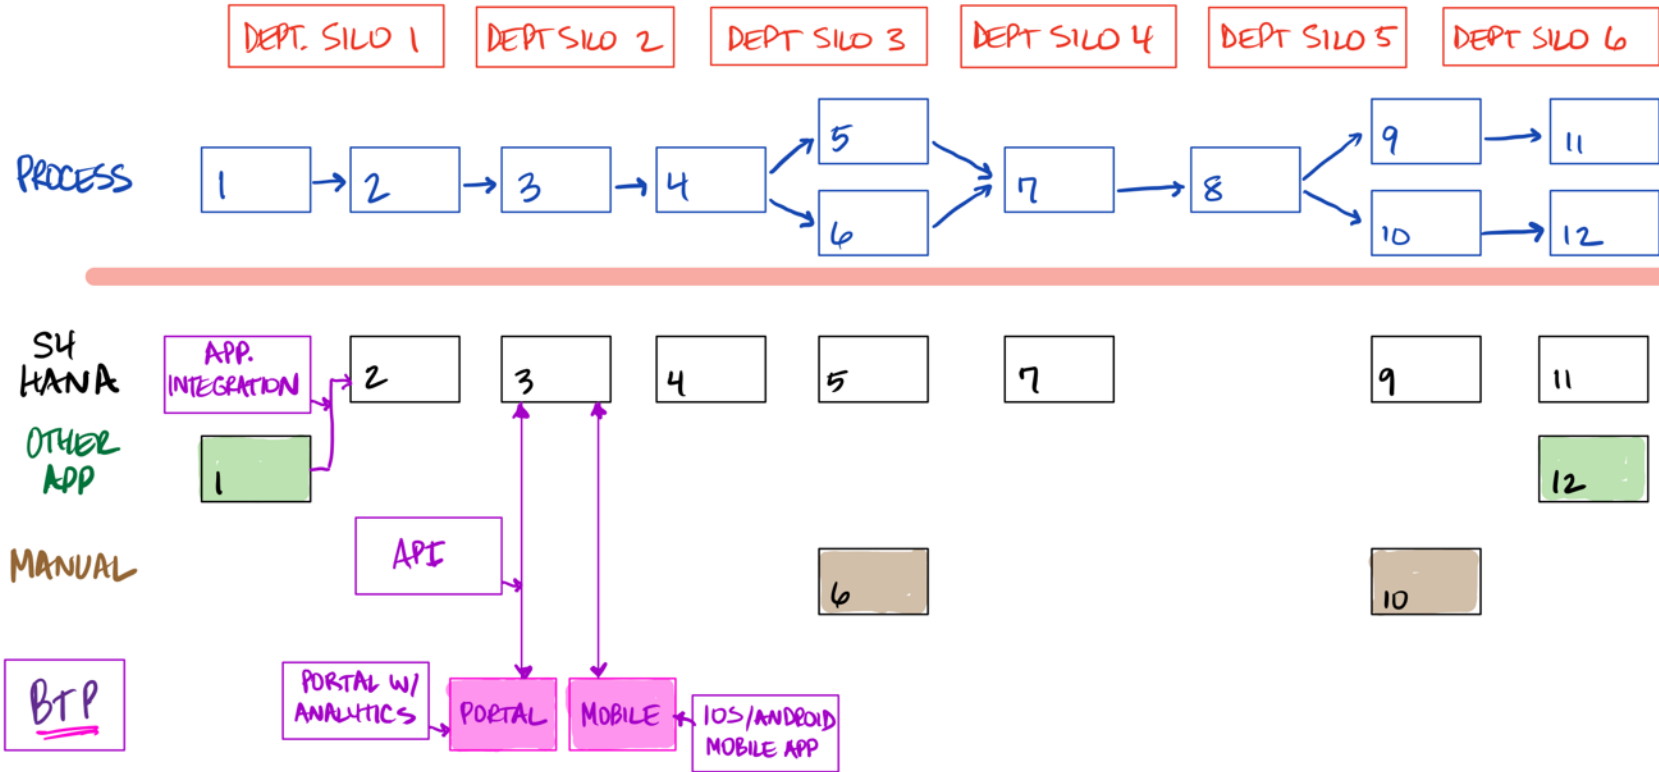 DEPT. SILO 1
DEPT SILO 2
DEPT SILO 3
DEPT SILO 4
DEPT SILO 5
DEPT SILO 6
PROCESS
1
2
3
4
5
6
7
8
9
10
11
12
S4
HANA
APP.
INTEGRATION
2
3
4
5
7
9
11
OTHER
APP
1
12
API
MANUAL
6
10
BTP
PORTAL W/
ANALYTICS
PORTAL
MOBILE
IOS/ANDROID
MOBILE APP